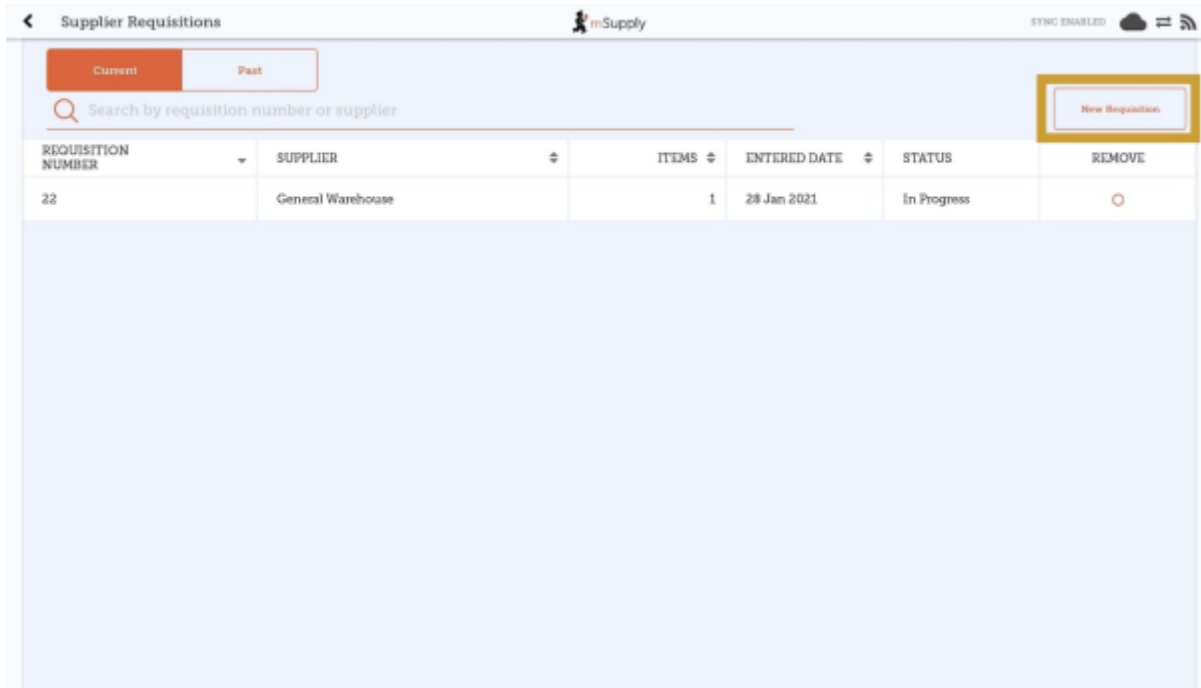 Supplier Requisitions
mSupply
SYNC ENABLED
Current
Past
Search by requisition number or supplier
New Requisition
REQUISITION
NUMBER
SUPPLIER
ITEMS
ENTERED DATE
STATUS
REMOVE
22
General Warehouse
1
28 Jan 2021
In Progress